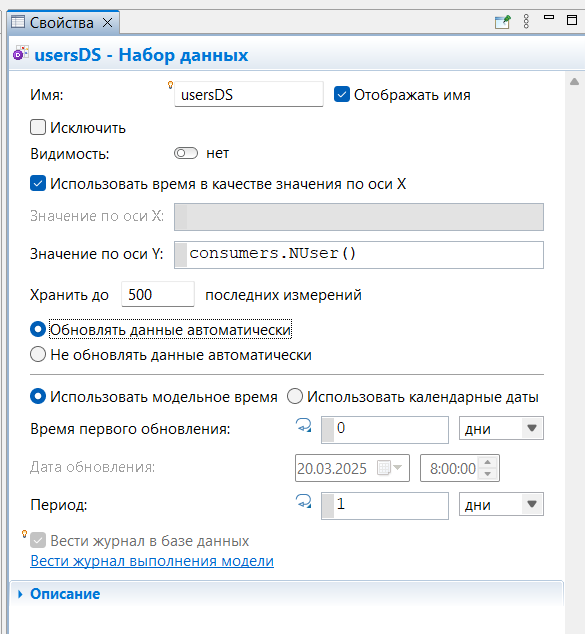 Свойства
usersDS - Набор данных
Имя: usersDS Отображать имя
Исключить
Видимость: нет
Использовать время в качестве значения по оси X
Значение по оси X:
Значение по оси Y: consumers.NUser()
Хранить до 500 последних измерений
Обновлять данные автоматически
Не обновлять данные автоматически
Использовать модельное время Использовать календарные даты
Время первого обновления: 0 дни
Дата обновления: 20.03.2025 8:00:00
Период: 1 дни
Вести журнал в базе данных
Вести журнал выполнения модели
Описание